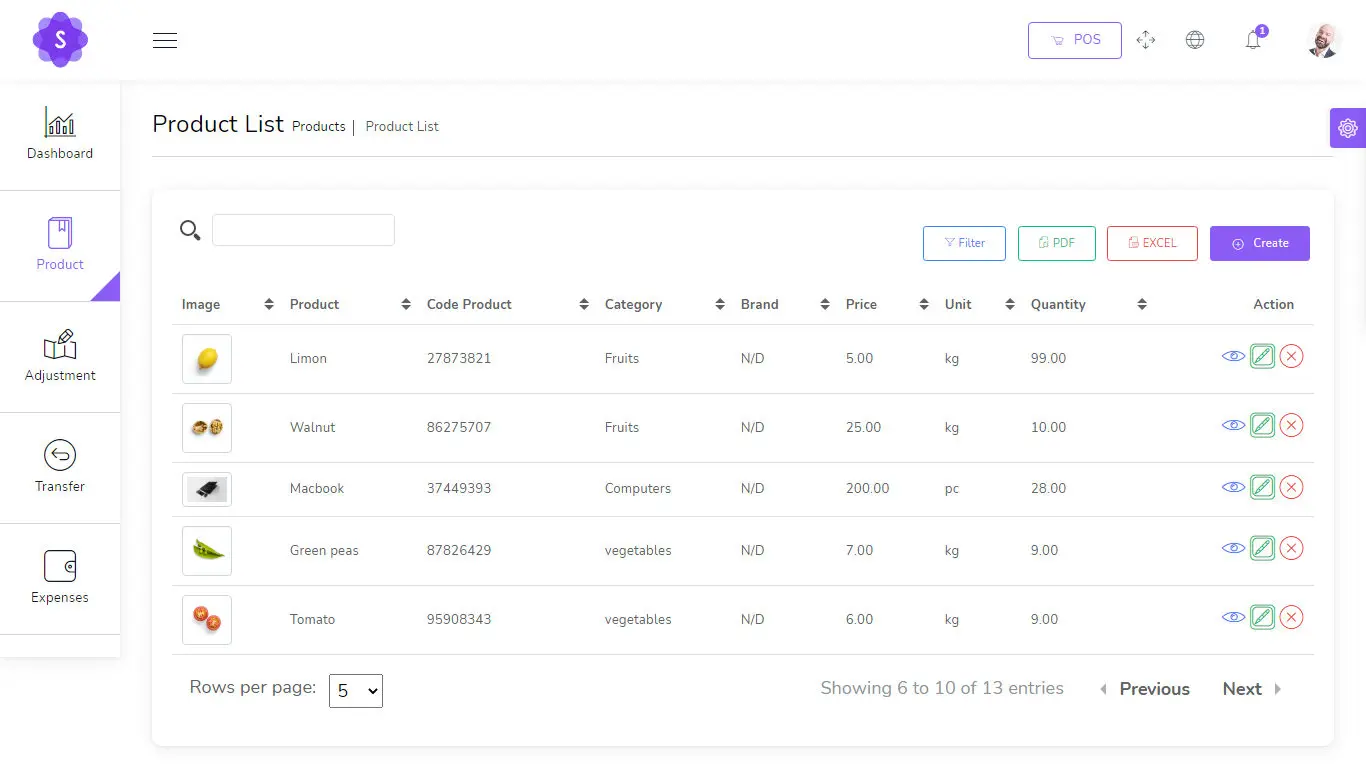 S
POS
1
Dashboard
Product
Adjustment
Transfer
Expenses
Product List Products | Product List
Filter PDF EXCEL Create
Image Product Code Product Category Brand Price Unit Quantity Action
Limon 27873821 Fruits N/D 5.00 kg 99.00
Walnut 86275707 Fruits N/D 25.00 kg 10.00
Macbook 37449393 Computers N/D 200.00 pc 28.00
Green peas 87826429 vegetables N/D 7.00 kg 9.00
Tomato 95908343 vegetables N/D 6.00 kg 9.00
Rows per page: 5 Showing 6 to 10 of 13 entries Previous Next